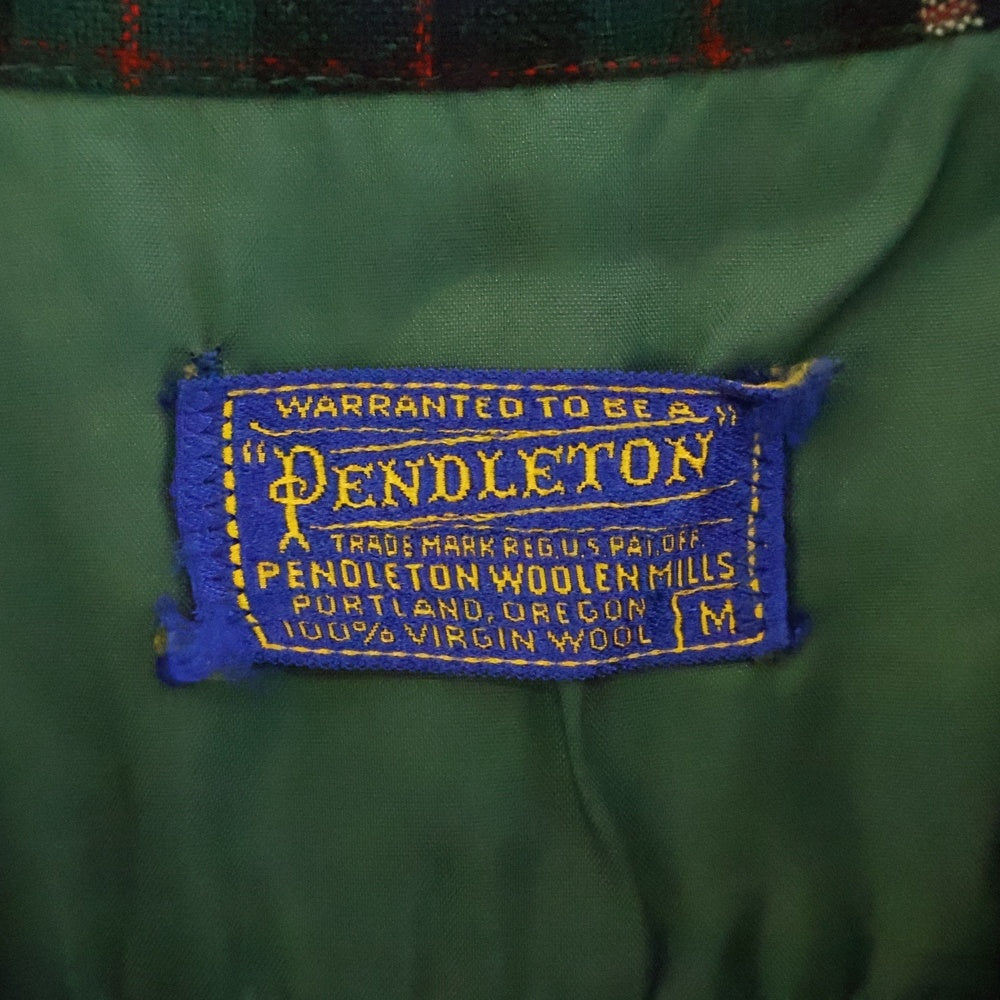 WARRANTED TO BE A
"PENDLETON"
TRADE MARK REG. U.S. PAT. OFF.
PENDLETON WOOLEN MILLS
PORTLAND, OREGON
100% VIRGIN WOOL
M